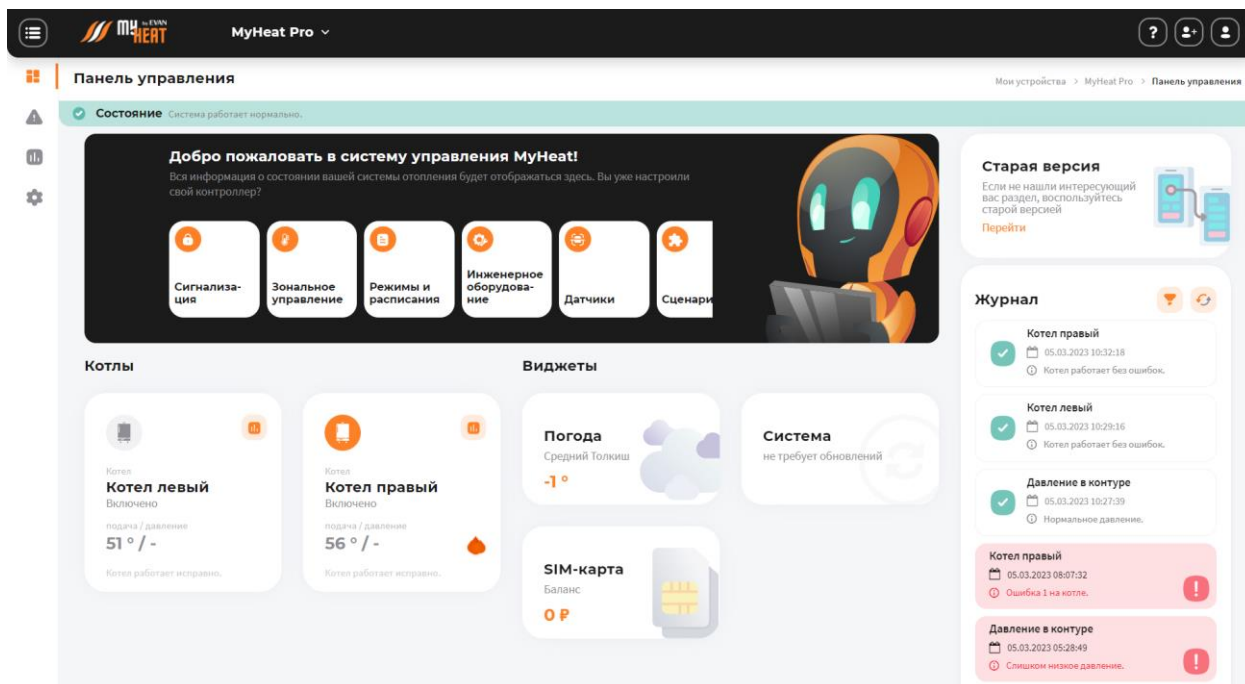 MYHEAT by EVAN
MyHeat Pro
?
Панель управления
Мои устройства > MyHeat Pro > Панель управления
Состояние Система работает нормально.
Добро пожаловать в систему управления MyHeat!
Вся информация о состоянии вашей системы отопления будет отображаться здесь. Вы уже настроили
свой контроллер?
Сигнализа-
ция
Зональное
управление
Режимы и
расписания
Инженерное
оборудова-
ние
Датчики
Сценари
Старая версия
Если не нашли интересующий
вас раздел, воспользуйтесь
старой версией
Перейти
Котлы
Котел
Котел левый
Включено
подача / давление
51 ° / -
Котел работает исправно.
Котел
Котел правый
Включено
подача / давление
56 ° / -
Котел работает исправно.
Виджеты
Погода
Средний Толкиш
-1 °
Система
не требует обновлений
SIM-карта
Баланс
0 ₽
Журнал
Котел правый
05.03.2023 10:32:18
Котел работает без ошибок.
Котел левый
05.03.2023 10:29:16
Котел работает без ошибок.
Давление в контуре
05.03.2023 10:27:39
Нормальное давление.
Котел правый
05.03.2023 08:07:32
Ошибка 1 на котле.
Давление в контуре
05.03.2023 05:28:49
Слишком низкое давление.